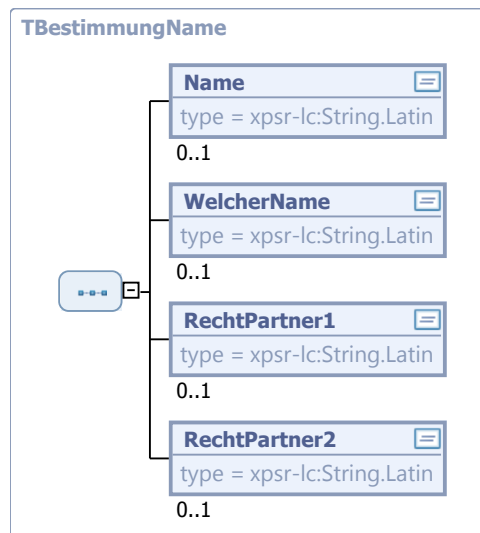 TBestimmungName
Name
type = xpsr-lc:String.Latin
0..1
WelcherName
type = xpsr-lc:String.Latin
0..1
RechtPartner1
type = xpsr-lc:String.Latin
0..1
RechtPartner2
type = xpsr-lc:String.Latin
0..1